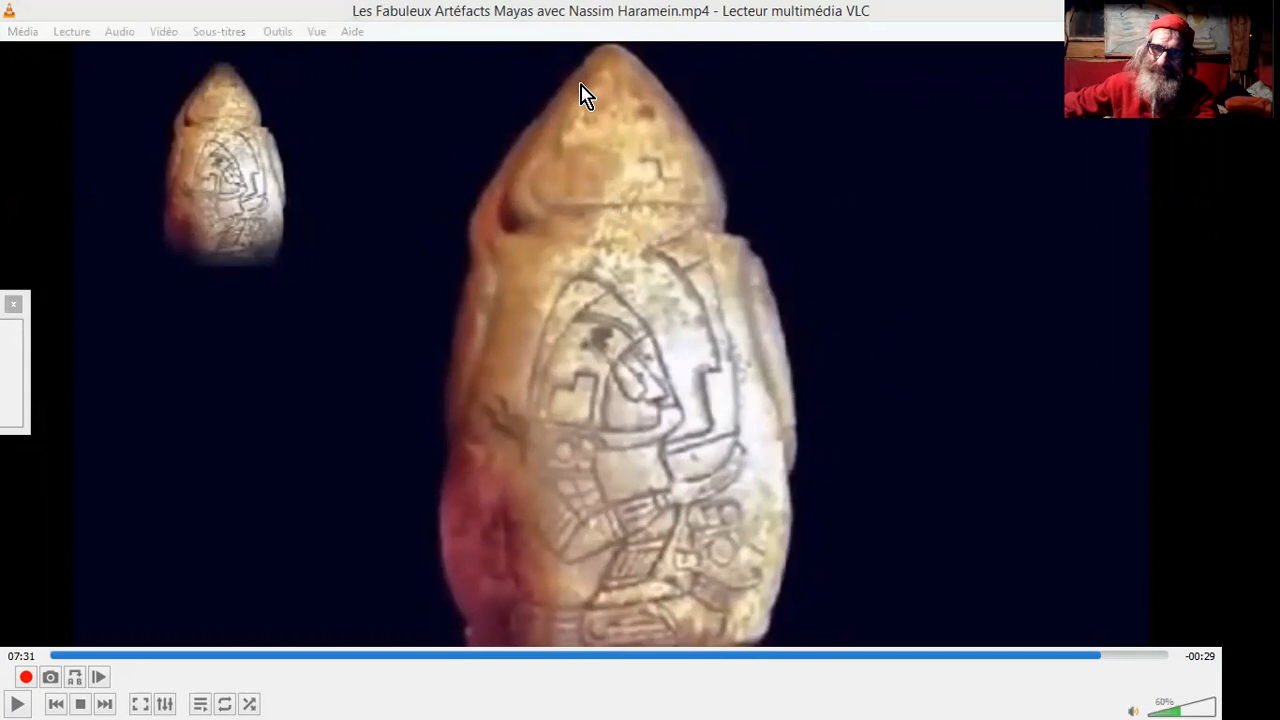 Les Fabuleux Artéfacts Mayas avec Nassim Haramein.mp4 - Lecteur multimédia VLC
Média Lecture Audio Vidéo Sous-titres Outils Vue Aide
x
07:31 -00:29
A B
60%